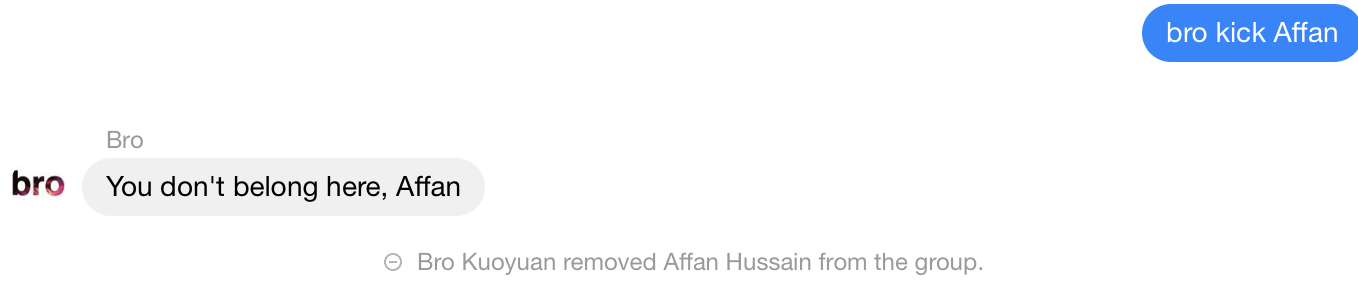 bro kick Affan
Bro
bro
You don't belong here, Affan
Bro Kuoyuan removed Affan Hussain from the group.